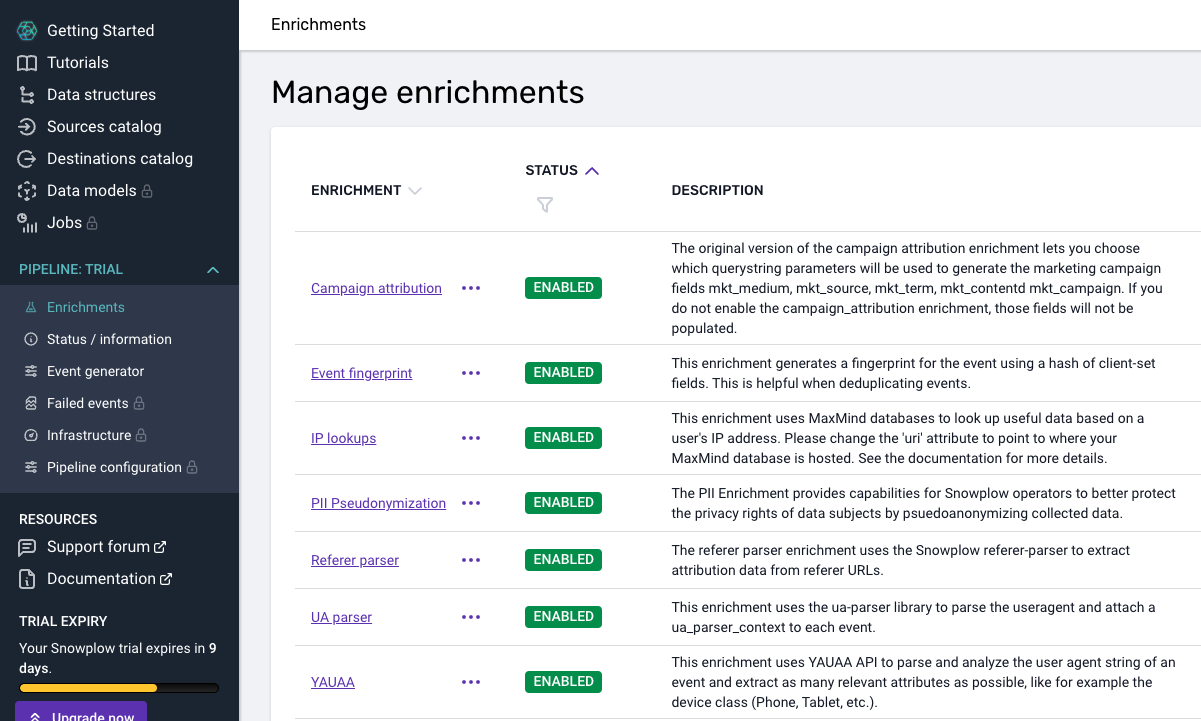 Getting Started
Tutorials
Data structures
Sources catalog
Destinations catalog
Data models
Jobs
PIPELINE: TRIAL
Enrichments
Status / information
Event generator
Failed events
Infrastructure
Pipeline configuration
RESOURCES
Support forum
Documentation
TRIAL EXPIRY
Your Snowplow trial expires in 9
days.
Upgrade now
Enrichments
Manage enrichments
ENRICHMENT
STATUS
DESCRIPTION
Campaign attribution
ENABLED
The original version of the campaign attribution enrichment lets you choose
which querystring parameters will be used to generate the marketing campaign
fields mkt_medium, mkt_source, mkt_term, mkt_contentd mkt_campaign. If you
do not enable the campaign_attribution enrichment, those fields will not be
populated.
Event fingerprint
ENABLED
This enrichment generates a fingerprint for the event using a hash of client-set
fields. This is helpful when deduplicating events.
IP lookups
ENABLED
This enrichment uses MaxMind databases to look up useful data based on a
user's IP address. Please change the 'uri' attribute to point to where your
MaxMind database is hosted. See the documentation for more details.
PII Pseudonymization
ENABLED
The PII Enrichment provides capabilities for Snowplow operators to better protect
the privacy rights of data subjects by psuedoanonymizing collected data.
Referer parser
ENABLED
The referer parser enrichment uses the Snowplow referer-parser to extract
attribution data from referer URLs.
UA parser
ENABLED
This enrichment uses the ua-parser library to parse the useragent and attach a
ua_parser_context to each event.
YAUAA
ENABLED
This enrichment uses YAUAA API to parse and analyze the user agent string of an
event and extract as many relevant attributes as possible, like for example the
device class (Phone, Tablet, etc.).